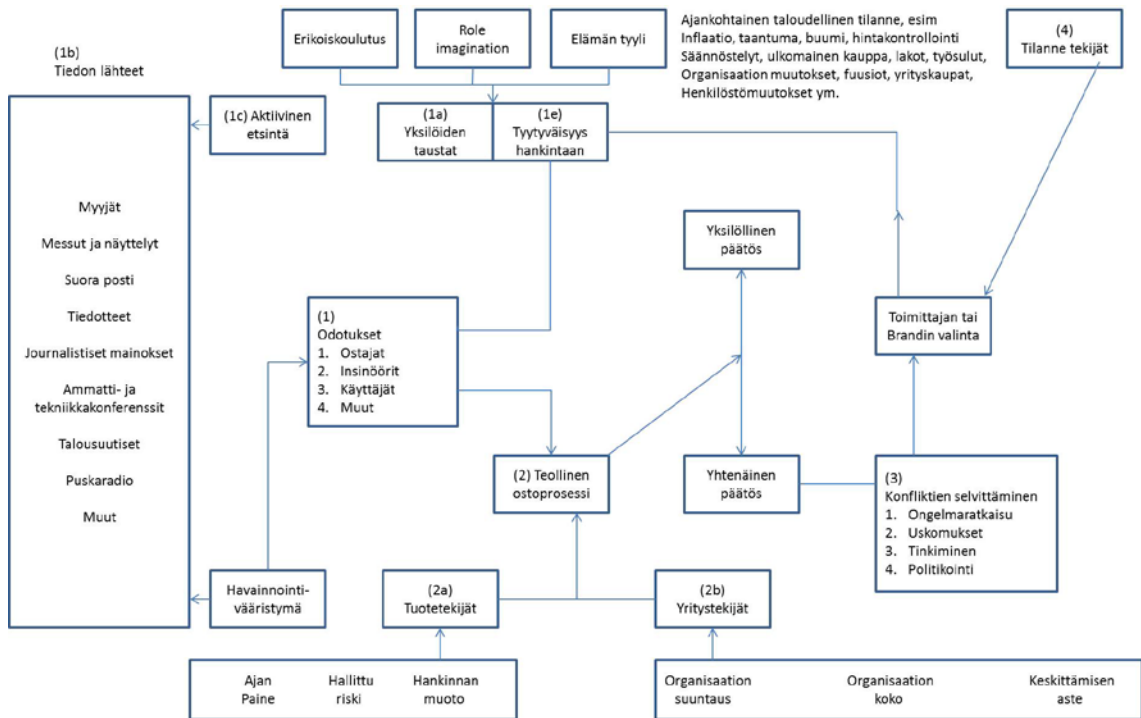 (1b)
Tiedon lähteet
Erikoiskoulutus
Role
imagination
Elämän tyyli
Ajankohtainen taloudellinen tilanne, esim
Inflaatio, taantuma, buumi, hintakontrollointi
Säännöstelyt, ulkomainen kauppa, lakot, työsulut,
Organisaation muutokset, fuusiot, yrityskaupat,
Henkilöstömuutokset ym.
(4)
Tilanne tekijät
(1c) Aktiivinen
etsintä
(1a)
Yksilöiden
taustat
(1e)
Tyytyväisyys
hankintaan
Myyjät
Messut ja näyttelyt
Suora posti
Tiedotteet
Journalistiset mainokset
Ammatti- ja
tekniikkakonferenssit
Talousuutiset
Puskaradio
Muut
Yksilöllinen
päätös
(1)
Odotukset
1. Ostajat
2. Insinöörit
3. Käyttäjät
4. Muut
Toimittajan tai
Brandin valinta
(2) Teollinen
ostoprosessi
Yhtenäinen
päätös
(3)
Konfliktien selvittäminen
1. Ongelmaratkaisu
2. Uskomukset
3. Tinkiminen
4. Politikointi
Havainnointi-
vääristymä
(2a)
Tuotetekijät
(2b)
Yritystekijät
Ajan
Paine
Hallittu
riski
Hankinnan
muoto
Organisaation
suuntaus
Organisaation
koko
Keskittämisen
aste